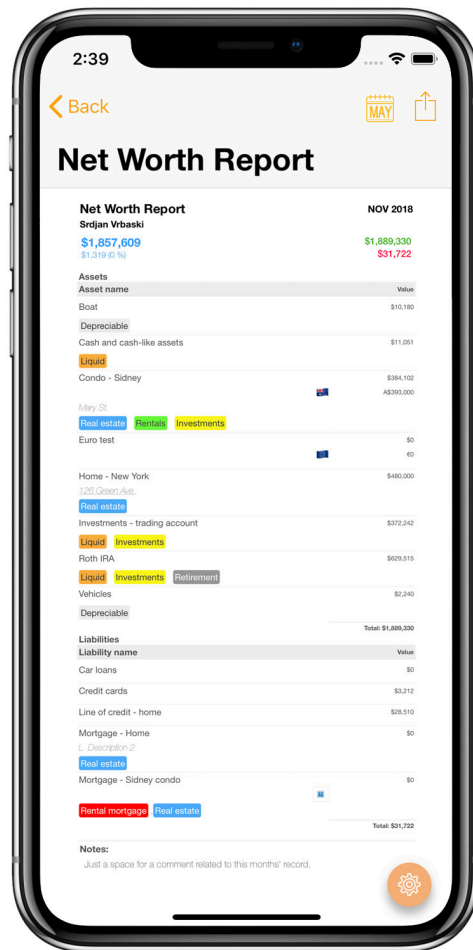 2:39
Back
MAY
Net Worth Report
Net Worth Report NOV 2018
Srdjan Vrbaski
$1,857,609 $1,889,330
$1,319 (0 %) $31,722
Assets
Asset name Value
Boat $10,180
Depreciable
Cash and cash-like assets $11,051
Liquid
Condo - Sidney $384,102
A$393,000
Mary St.
Real estate Rentals Investments
Euro test $0
€0
Home - New York $480,000
126 Green Ave.
Real estate
Investments - trading account $372,242
Liquid Investments
Roth IRA $629,515
Liquid Investments Retirement
Vehicles $2,240
Depreciable
Total: $1,889,330
Liabilities
Liability name Value
Car loans $0
Credit cards $3,212
Line of credit - home $28,510
Mortgage - Home $0
L. Description 2
Real estate
Mortgage - Sidney condo $0
Rental mortgage Real estate
Total: $31,722
Notes:
Just a space for a comment related to this months' record.